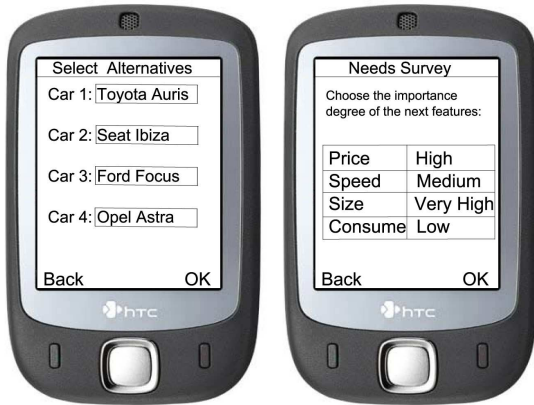 Select Alternatives
Car 1: Toyota Auris
Car 2: Seat Ibiza
Car 3: Ford Focus
Car 4: Opel Astra
Back OK
hTC
Needs Survey
Choose the importance
degree of the next features:
Price High
Speed Medium
Size Very High
Consume Low
Back OK
hTC